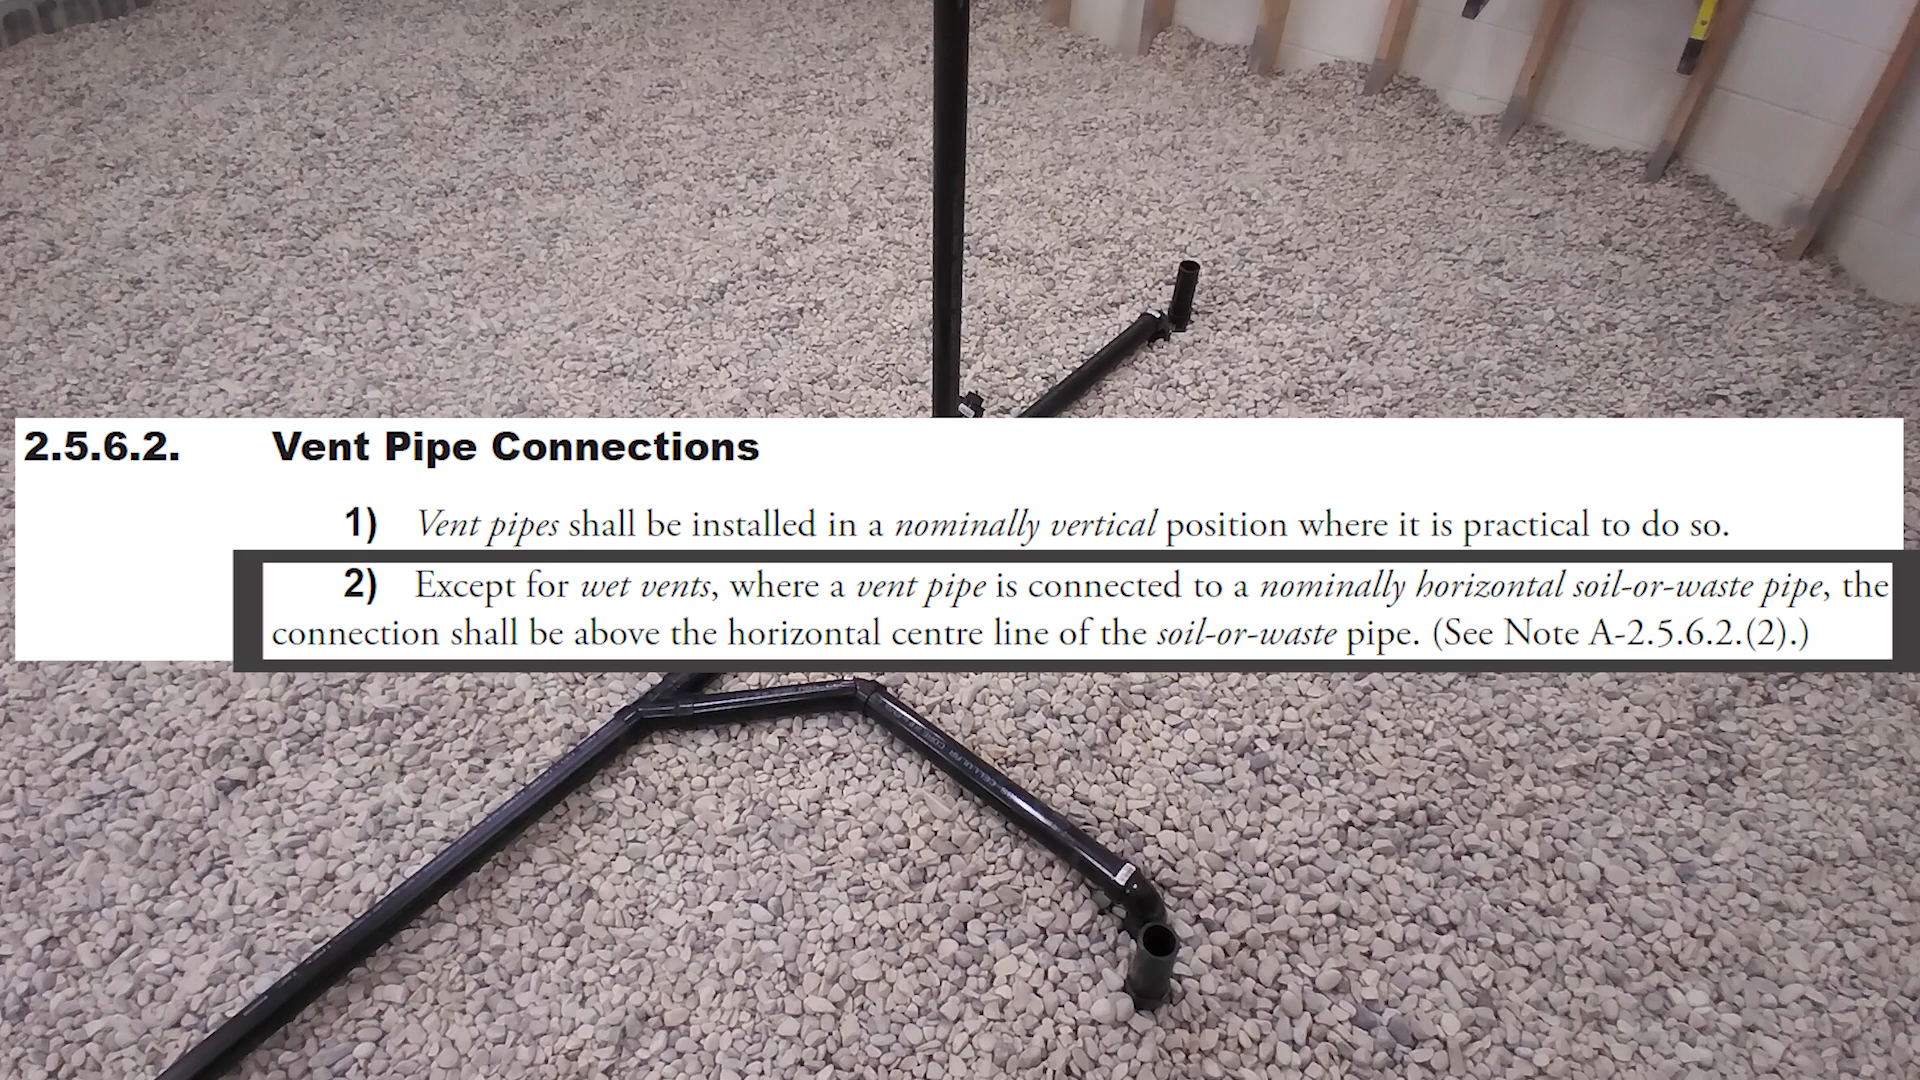 2.5.6.2. Vent Pipe Connections
1) Vent pipes shall be installed in a nominally vertical position where it is practical to do so.
2) Except for wet vents, where a vent pipe is connected to a nominally horizontal soil-or-waste pipe, the
connection shall be above the horizontal centre line of the soil-or-waste pipe. (See Note A-2.5.6.2.(2).)
CELLULAR CORE